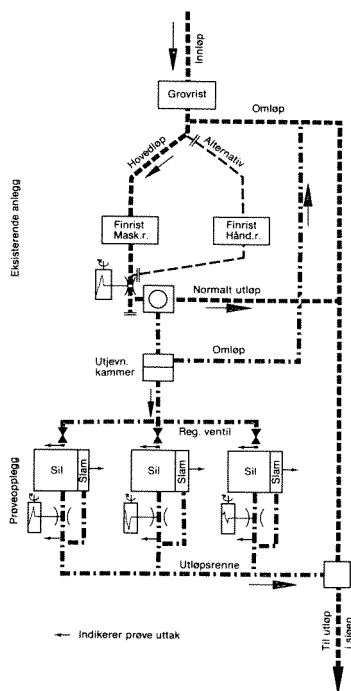 Innløp
Grovrist
Omløp
Hovedløp
Alternativ
Eksisterende anlegg
Finrist
Mask.r.
Finrist
Hånd.r.
Normalt utløp
Utjevn.
kammer
Omløp
Reg. ventil
Prøveopplegg
Sil
Slam
Sil
Slam
Sil
Slam
Utløpsrenne
Til utløp
i sjøen
Indikerer prøve uttak